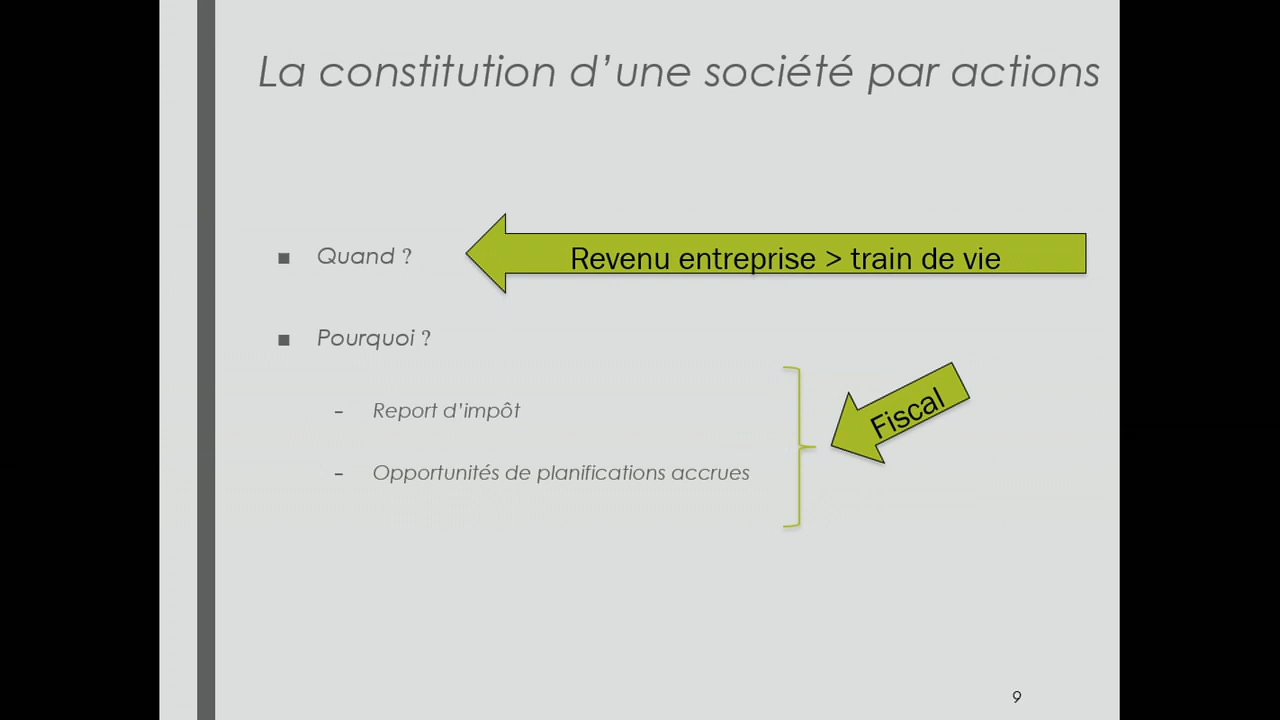 La constitution d’une société par actions
■ Quand ?
Revenu entreprise > train de vie
■ Pourquoi ?
- Report d’impôt
Fiscal
- Opportunités de planifications accrues
9